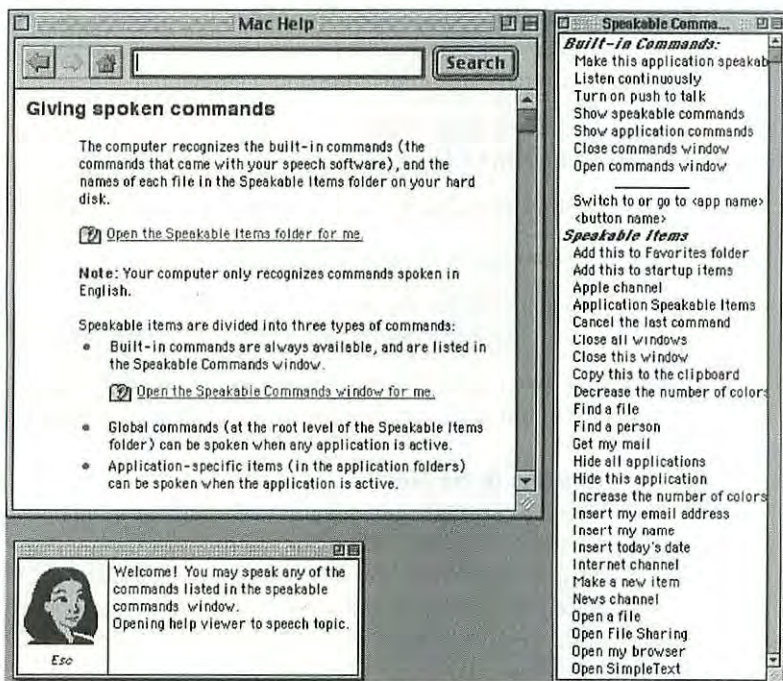 Mac Help
Search
Giving spoken commands
The computer recognizes the built-in commands (the
commands that came with your speech software), and the
names of each file in the Speakable Items folder on your hard
disk.
Open the Speakable Items folder for me.
Note: Your computer only recognizes commands spoken in
English.
Speakable items are divided into three types of commands:
• Built-in commands are always available, and are listed in
the Speakable Commands window.
Open the Speakable Commands window for me.
• Global commands (at the root level of the Speakable Items
folder) can be spoken when any application is active.
• Application-specific items (in the application folders)
can be spoken when the application is active.
Welcome! You may speak any of the
commands listed in the speakable
commands window.
Opening help viewer to speech topic.
Esc
Speakable Comma...
Built-in Commands:
Make this application speakab
Listen continuously
Turn on push to talk
Show speakable commands
Show application commands
Close commands window
Open commands window
Switch to or go to <app name>
<button name>
Speakable Items
Add this to Favorites folder
Add this to startup items
Apple channel
Application Speakable Items
Cancel the last command
Close all windows
Close this window
Copy this to the clipboard
Decrease the number of colors
Find a file
Find a person
Get my mail
Hide all applications
Hide this application
Increase the number of colors
Insert my email address
Insert my name
Insert today's date
Internet channel
Make a new item
News channel
Open a file
Open File Sharing
Open my browser
Open SimpleText